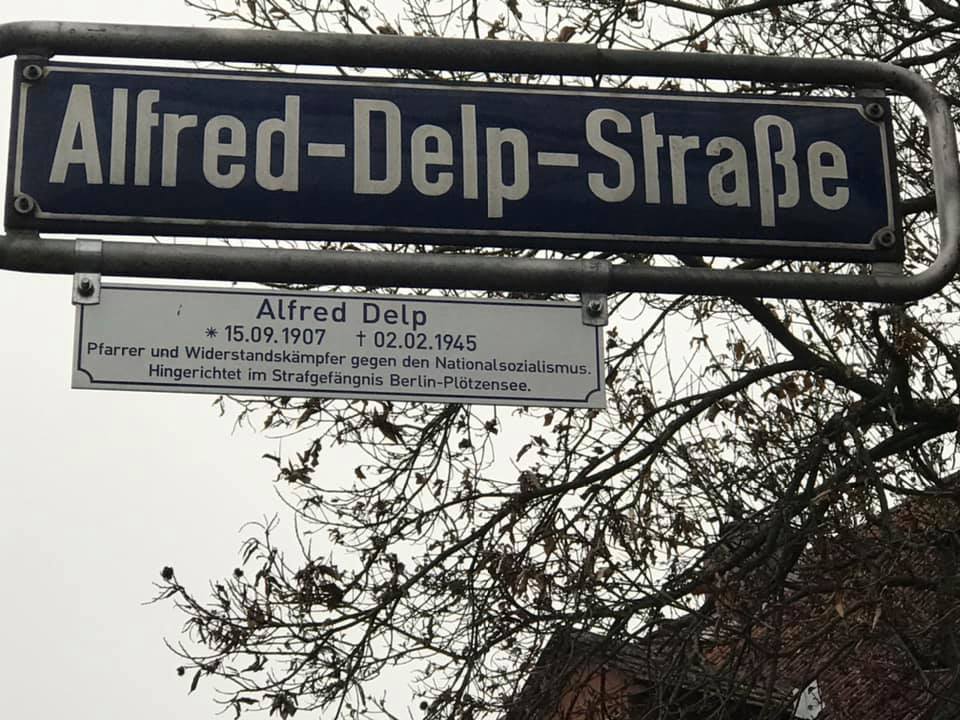 Alfred-Delp-Straße
Alfred Delp
* 15.09.1907 † 02.02.1945
Pfarrer und Widerstandskämpfer gegen den Nationalsozialismus.
Hingerichtet im Strafgefängnis Berlin-Plötzensee.